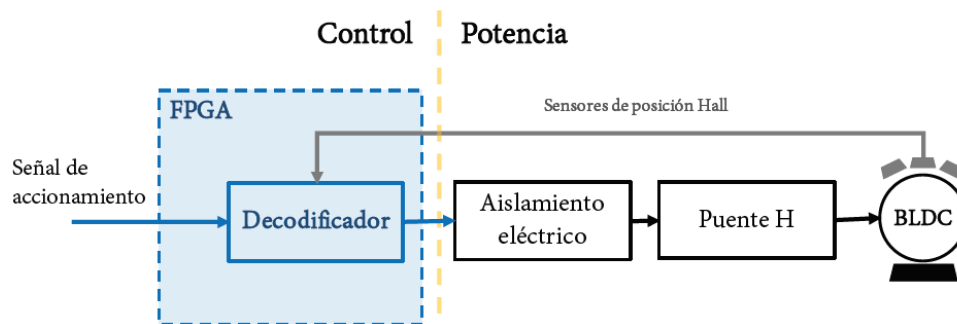 Control
Potencia
FPGA
Sensores de posición Hall
Señal de
accionamiento
Decodificador
Aislamiento
eléctrico
Puente H
BLDC